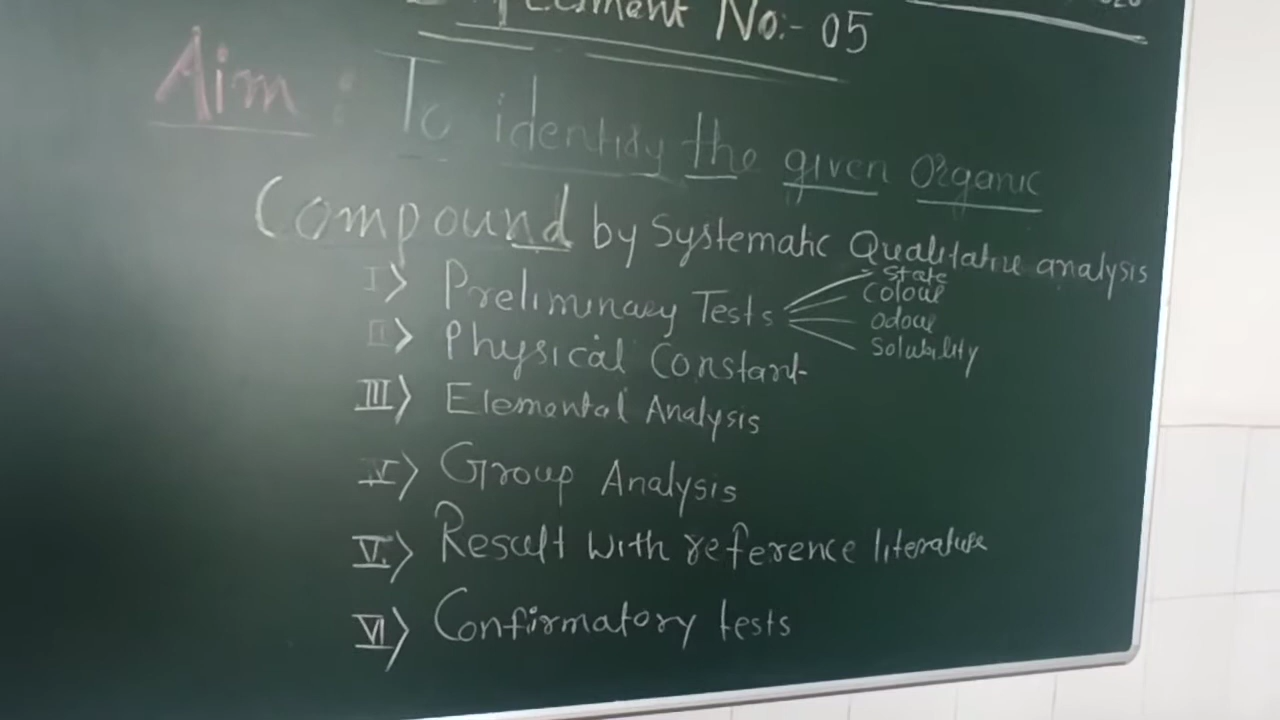 Experiment No:- 05
Aim : To identify the given Organic
Compound by Systematic Qualitative analysis
I> Preliminary Tests
State
Colour
Odour
Solubility
II> Physical Constant
III> Elemental Analysis
IV> Group Analysis
V.> Result with reference literature
VI> Confirmatory tests